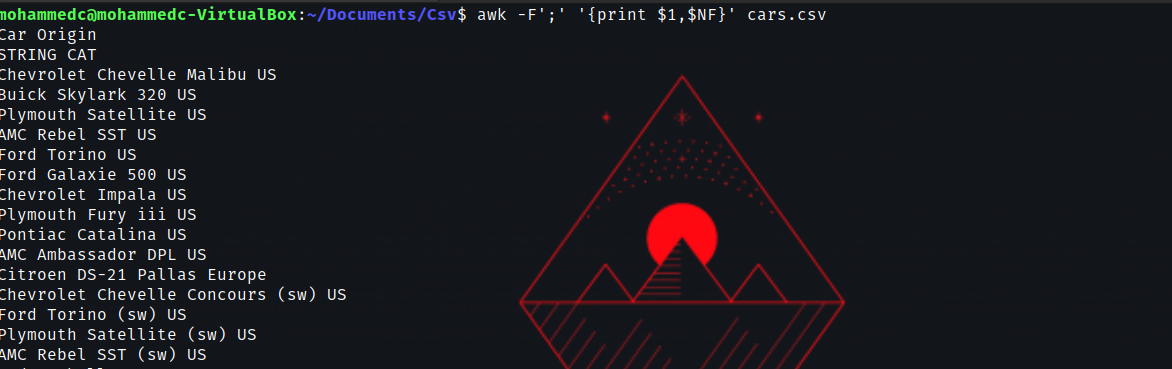 mohammedc@mohammedc-VirtualBox:~/Documents/Csv$ awk -F';' '{print $1,$NF}' cars.csv
Car Origin
STRING CAT
Chevrolet Chevelle Malibu US
Buick Skylark 320 US
Plymouth Satellite US
AMC Rebel SST US
Ford Torino US
Ford Galaxie 500 US
Chevrolet Impala US
Plymouth Fury iii US
Pontiac Catalina US
AMC Ambassador DPL US
Citroen DS-21 Pallas Europe
Chevrolet Chevelle Concours (sw) US
Ford Torino (sw) US
Plymouth Satellite (sw) US
AMC Rebel SST (sw) US